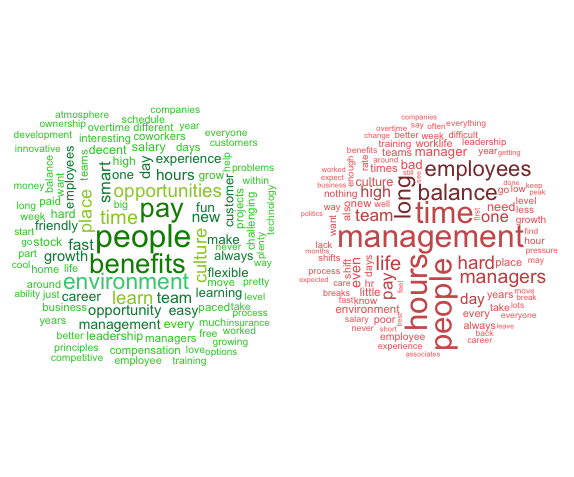 companies
atmosphere
schedule
ownership
overtime different year
everyone
development
interesting coworkers
customers
innovative
employees
teams
decent
salary days
balance
want
smart
high
day
experience
help
problems
one
hours grow
within
money
paid
opportunities
customer
projects
challenging
technology
long
place
big
pay
fun
week
hard
time
new
friendly
people
culture
start
never
plenty
go stock
fast
make
always
part
growth
benefits
cool
home life
flexible
way
around
environment
move pretty
ability just
career
learn team
learning
level
business
opportunity easy
paced take
process
years
management every
much insurance
better leadership managers
free worked
principles
compensation love options
growing
competitive
employee
training
companies
overtime
say often everything
change better week difficult
training worklife
leadership
benefits teams manager
year getting
worked
enough
rate
around
times bad
still
employees
done
expect
culture
go
keep
business
nothing high
long
balance
low
peak
way
want
also
new well
time
first
need level
less
politics
team
one
growth
management
find
lack
hour
months
shifts
life
hard place
pressure
process
shift
even
days
hours
people
managers
may
expected care
hr
pay
feel
breaks little
day years move
fast know
break
environment
best
every take lots
salary poor
always everyone
never short
employee
back leave
experience
career
associates